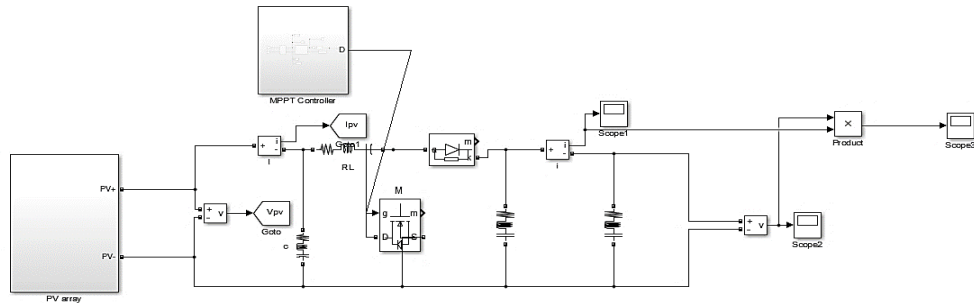 D
MPPT Controller
Ipv
Goto1
+
-
i
I
RL
m
a
k
+
-
i
i
Scope1
×
Product
Scope3
PV+
PV-
PV array
+
-
v
Vpv
Goto
c
M
g
m
D
S
+
-
v
Scope2